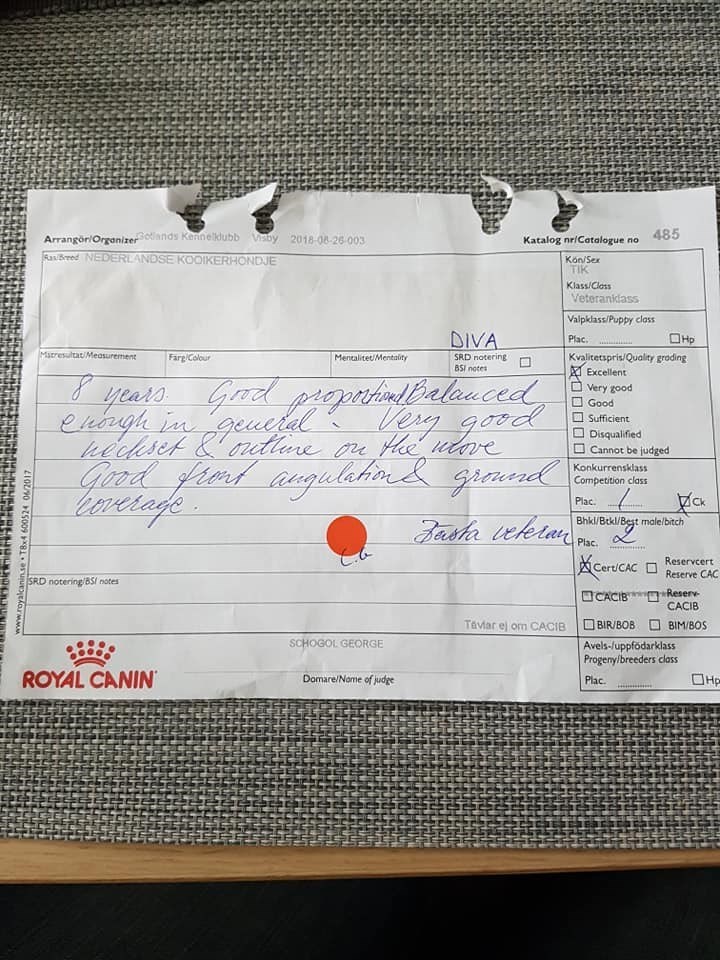 Arrangör/Organizer Gotlands Kennelklubb Visby 2018-08-26-003 Katalog nr/Catalogue no 485
Ras/Breed NEDERLANDSE KOOIKERHONDJE
Kön/Sex
TIK
Klass/Class
Veteranklass
Valpklass/Puppy class
Plac. .......... Hp
DIVA
Mätresultat/Measurement Färg/Colour Mentalitet/Mentality SRD notering
BSI notes
Kvalitetspris/Quality grading
Excellent
Very good
Good
Sufficient
Disqualified
Cannot be judged
8 years. Good proportions Balanced
enough in general. Very good
neckset & outline on the move
Good front angulation & ground
coverage.
Konkurrensklass
Competition class
Plac. 1 Ck
Bästa veteran
L.G
Bhkl/Btkl/Best male/bitch
Plac. 2
Cert/CAC Reservcert
Reserve CAC
CACIB Reserv-
CACIB
BIR/BOB BIM/BOS
SRD notering/BSI notes
Tävlar ej om CACIB
Avels-/uppfödarklass
Progeny/breeders class
Plac. .......... Hp
SCHOGOL GEORGE
Domare/Name of judge
ROYAL CANIN
www.royalcanin.se • TBx4 600524 06/2017